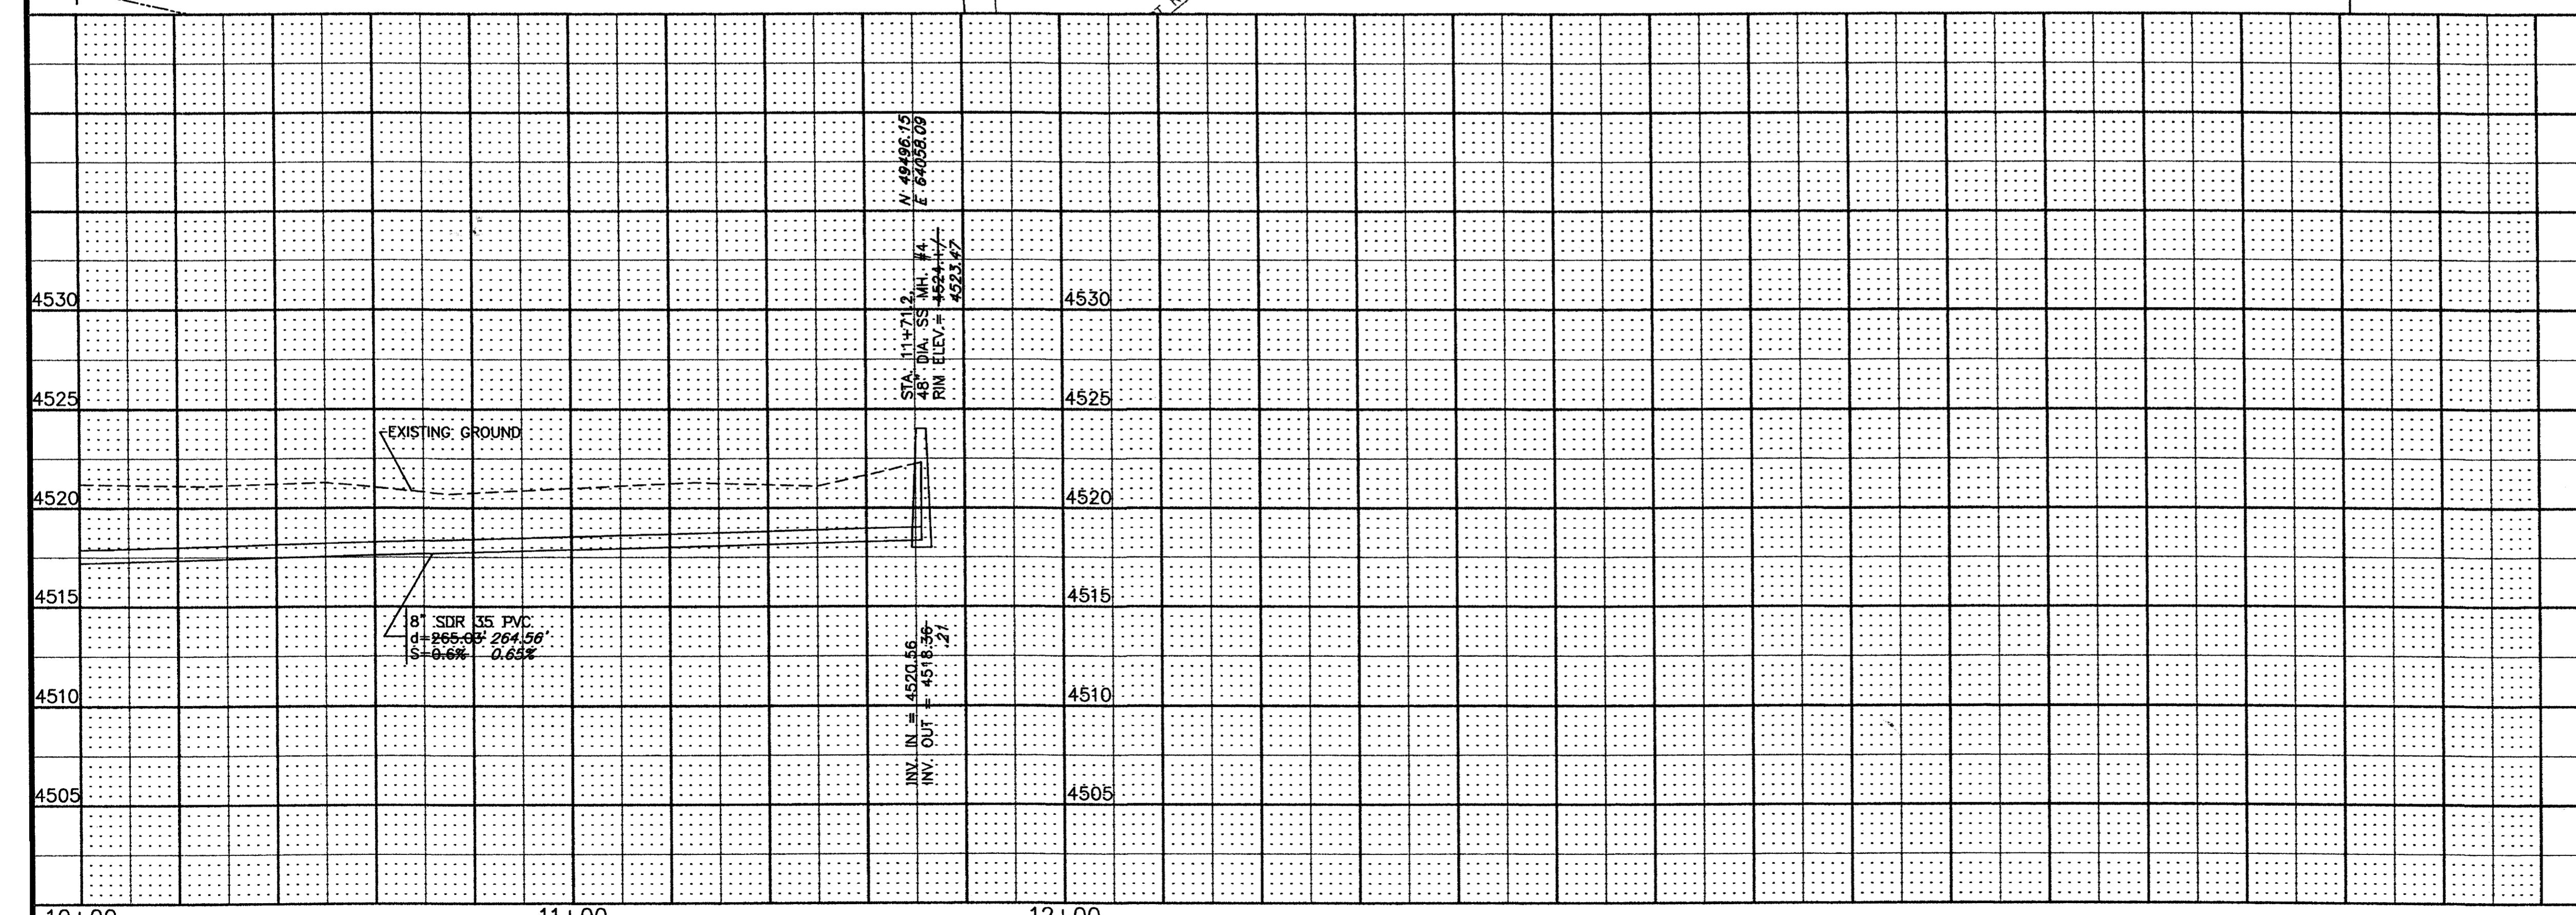 N 49496.15
E 64058.09
STA. 11+71.2,
48" DIA. SS MH. #4
RIM ELEV.= 4524.17
4523.47
4530
4530
4525
4525
EXISTING GROUND
4520
4520
4515
4515
8" SDR 35 PVC
d=265.03' 264.56'
S=0.6% 0.65%
INV. IN = 4520.56
INV. OUT = 4518.36
.21
4510
4510
4505
4505
10+00
11+00
12+00